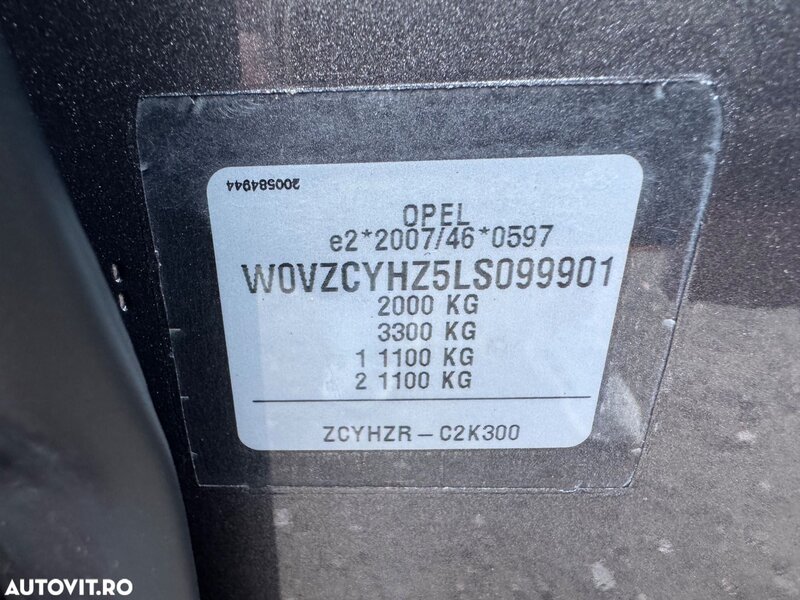 200584944
OPEL
e2*2007/46*0597
W0VZCYHZ5LS099901
2000 KG
3300 KG
1 1100 KG
2 1100 KG
ZCYHZR-C2K300
AUTOVIT.RO